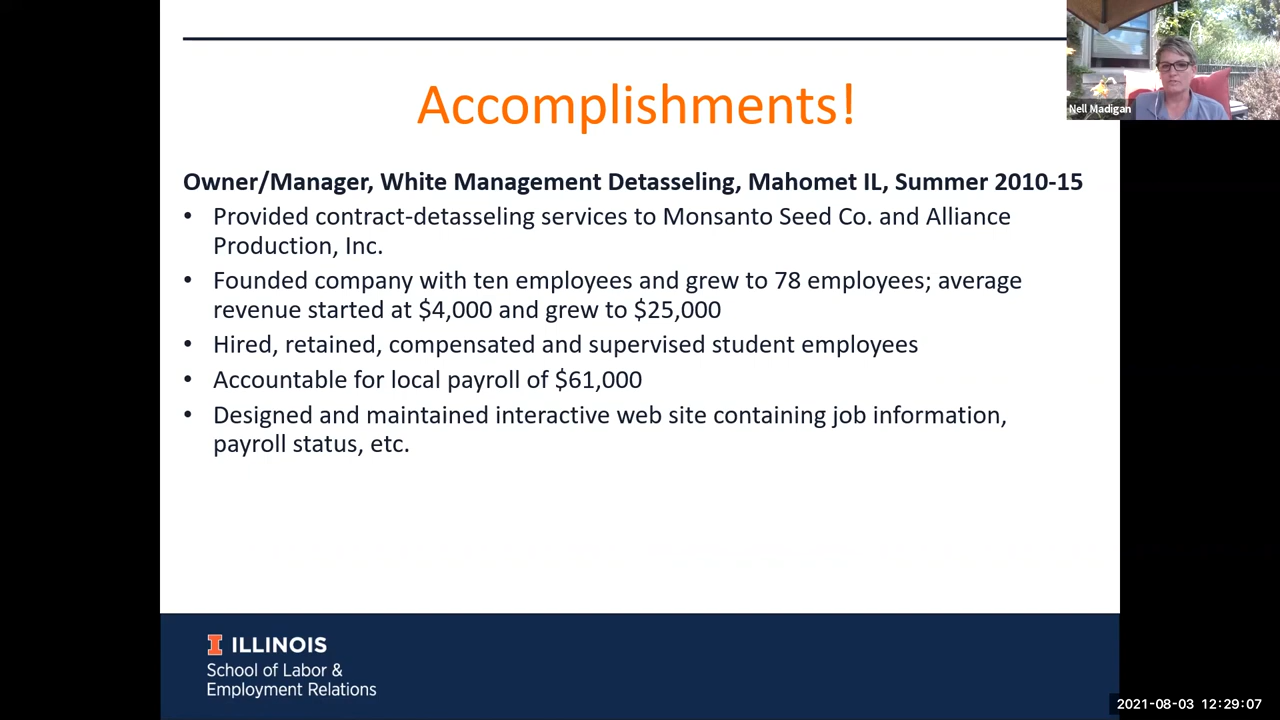 Accomplishments!
Nell Madigan
Owner/Manager, White Management Detasseling, Mahomet IL, Summer 2010-15
• Provided contract-detasseling services to Monsanto Seed Co. and Alliance
Production, Inc.
• Founded company with ten employees and grew to 78 employees; average
revenue started at $4,000 and grew to $25,000
• Hired, retained, compensated and supervised student employees
• Accountable for local payroll of $61,000
• Designed and maintained interactive web site containing job information,
payroll status, etc.
I ILLINOIS
School of Labor &
Employment Relations
2021-08-03 12:29:07